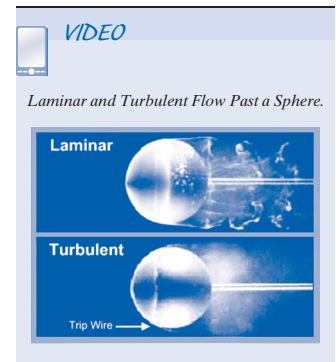 VIDEO
Laminar and Turbulent Flow Past a Sphere.
Laminar
Turbulent
Trip Wire